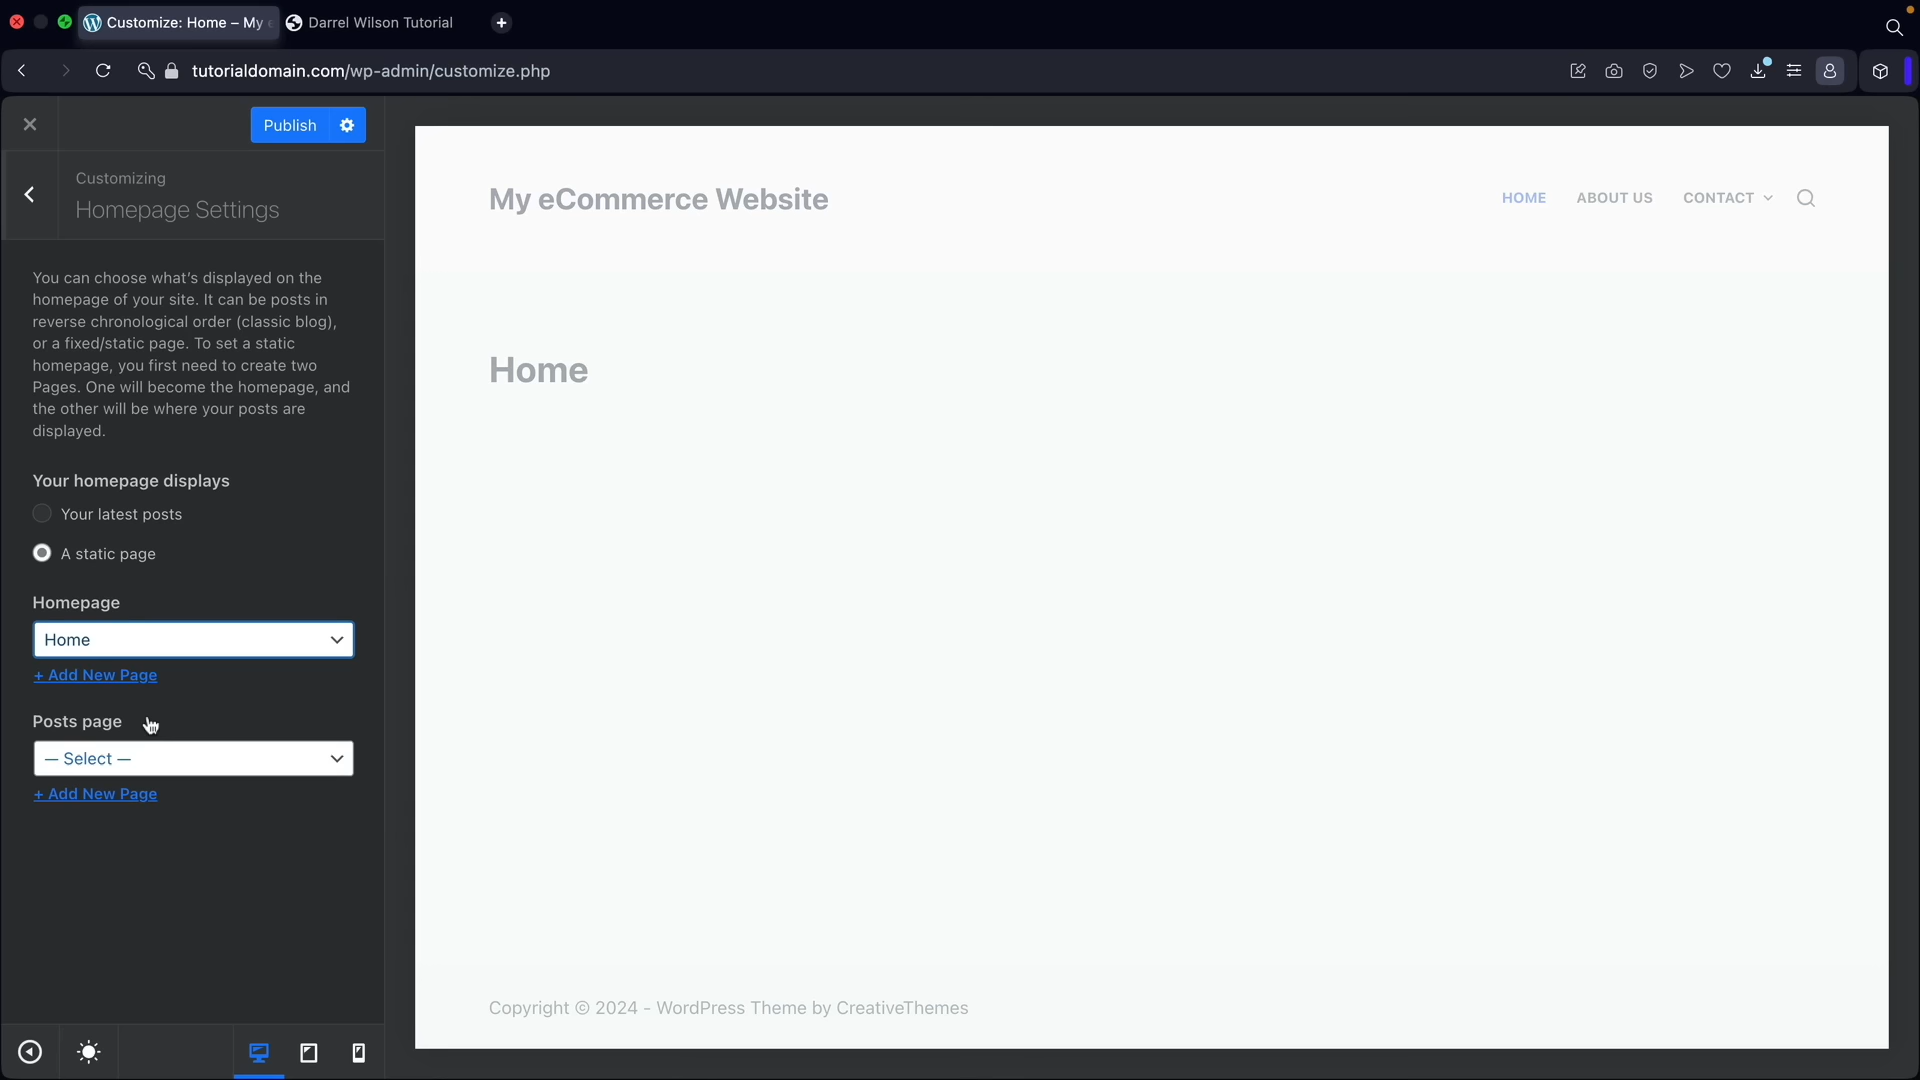 Customize: Home – My e
Darrel Wilson Tutorial
tutorialdomain.com/wp-admin/customize.php
Publish
Customizing
Homepage Settings
You can choose what's displayed on the
homepage of your site. It can be posts in
reverse chronological order (classic blog),
or a fixed/static page. To set a static
homepage, you first need to create two
Pages. One will become the homepage, and
the other will be where your posts are
displayed.
Your homepage displays
Your latest posts
A static page
Homepage
Home
+ Add New Page
Posts page
— Select —
+ Add New Page
My eCommerce Website
HOME
ABOUT US
CONTACT
Home
Copyright © 2024 - WordPress Theme by CreativeThemes